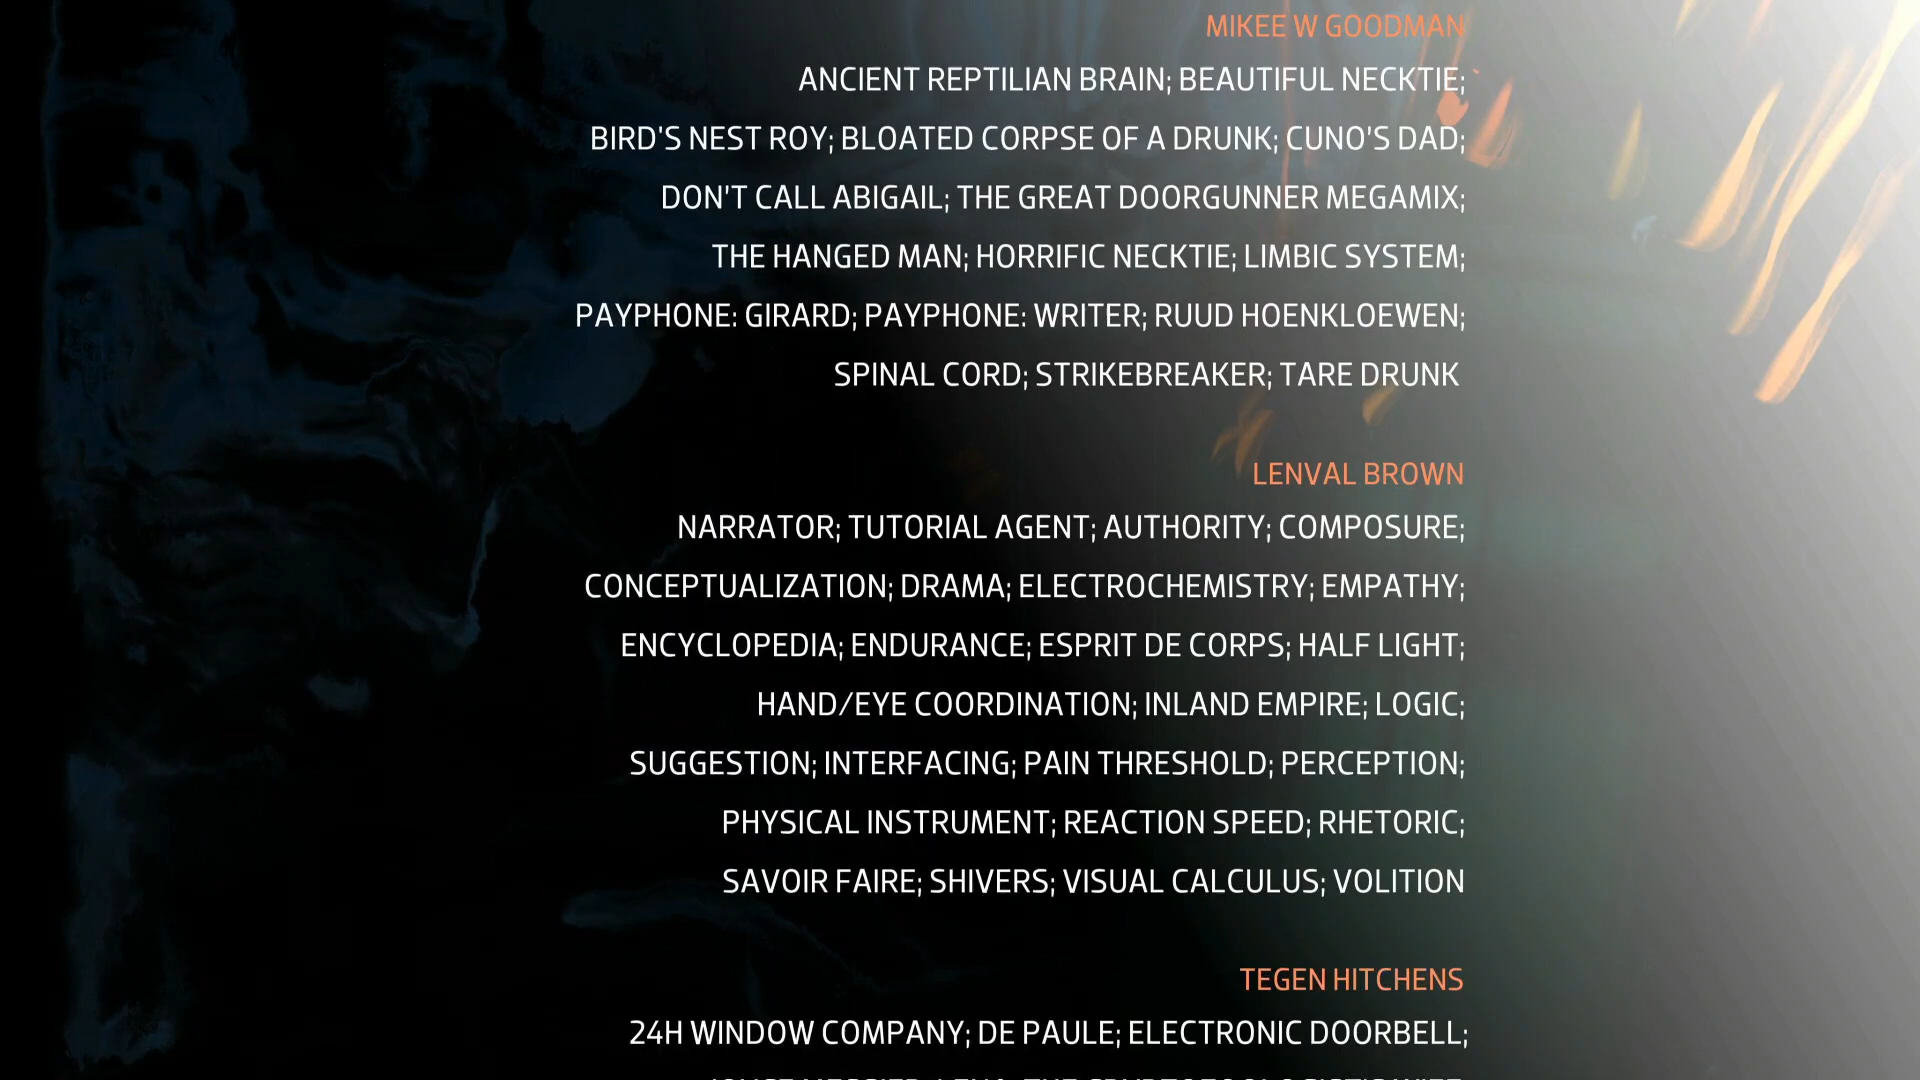 MIKEE W GOODMAN
ANCIENT REPTILIAN BRAIN; BEAUTIFUL NECKTIE;
BIRD'S NEST ROY; BLOATED CORPSE OF A DRUNK; CUNO'S DAD;
DON'T CALL ABIGAIL; THE GREAT DOORGUNNER MEGAMIX;
THE HANGED MAN; HORRIFIC NECKTIE; LIMBIC SYSTEM;
PAYPHONE: GIRARD; PAYPHONE: WRITER; RUUD HOENKLOEWEN;
SPINAL CORD; STRIKEBREAKER; TARE DRUNK
LENVAL BROWN
NARRATOR; TUTORIAL AGENT; AUTHORITY; COMPOSURE;
CONCEPTUALIZATION; DRAMA; ELECTROCHEMISTRY; EMPATHY;
ENCYCLOPEDIA; ENDURANCE; ESPRIT DE CORPS; HALF LIGHT;
HAND/EYE COORDINATION; INLAND EMPIRE; LOGIC;
SUGGESTION; INTERFACING; PAIN THRESHOLD; PERCEPTION;
PHYSICAL INSTRUMENT; REACTION SPEED; RHETORIC;
SAVOIR FAIRE; SHIVERS; VISUAL CALCULUS; VOLITION
TEGEN HITCHENS
24H WINDOW COMPANY; DE PAULE; ELECTRONIC DOORBELL;